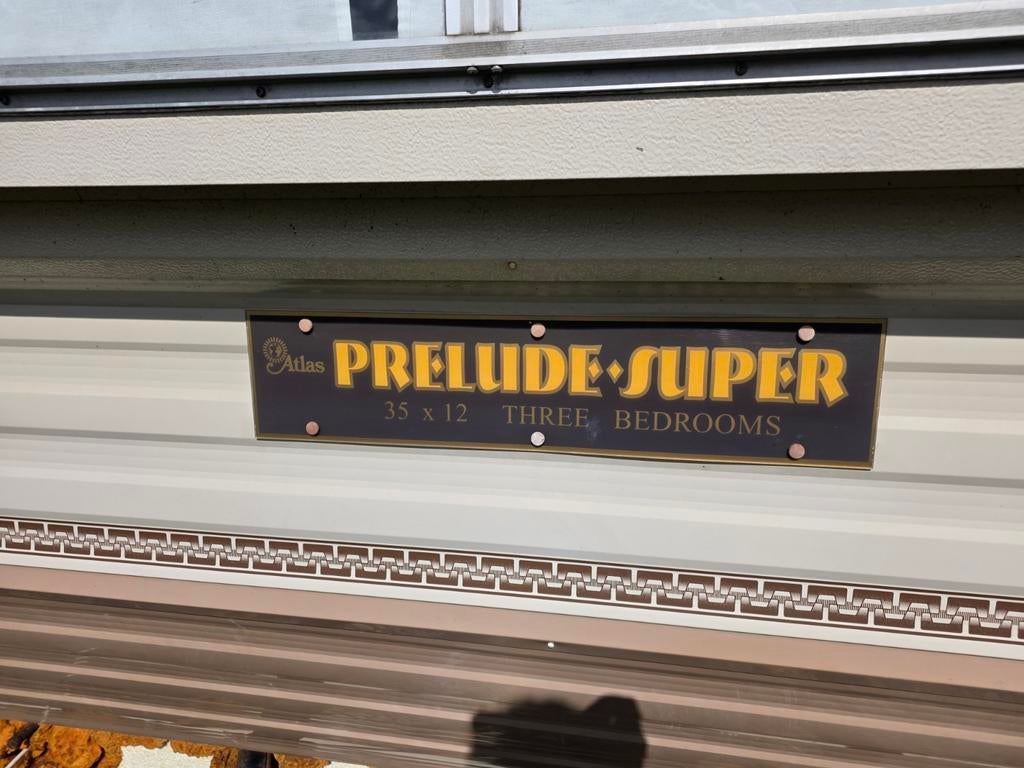 Atlas PRELUDE·SUPER
35 x 12 THREE BEDROOMS